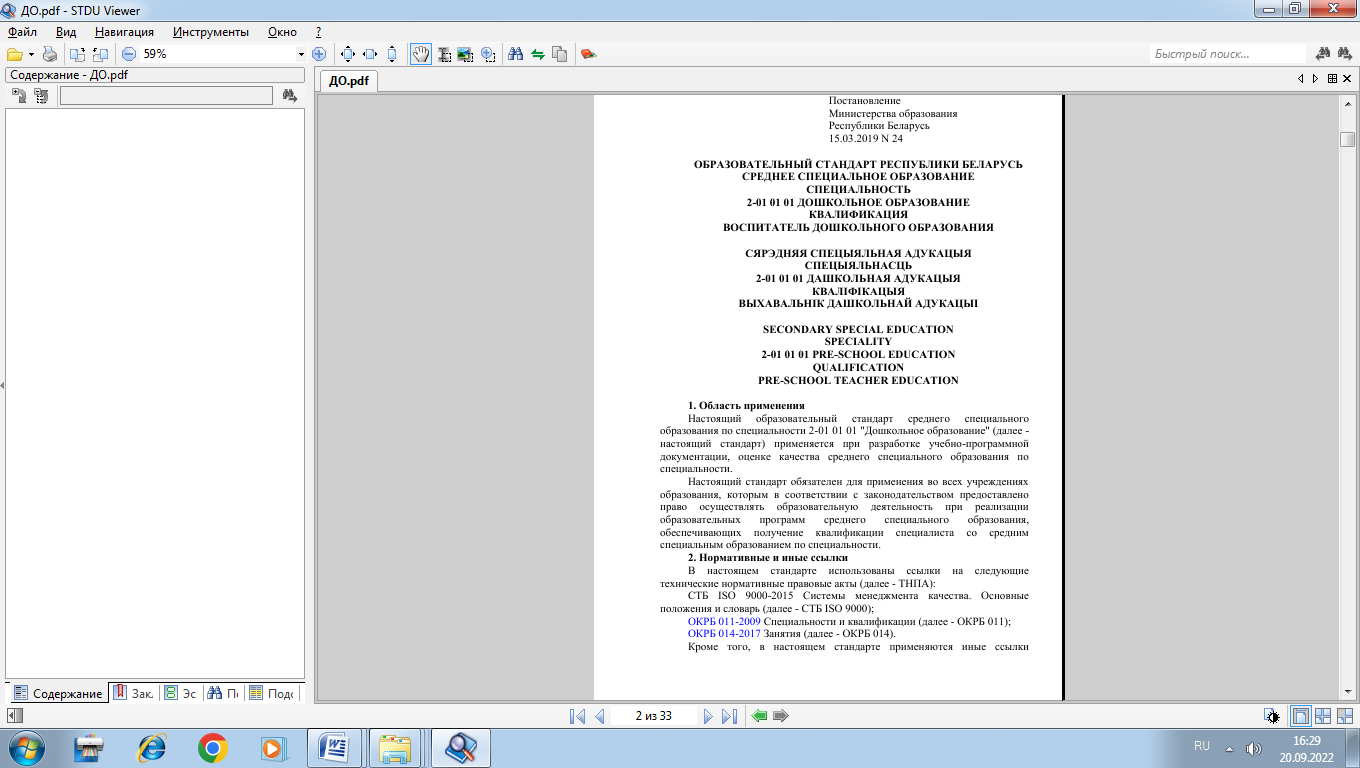 ДО.pdf - STDU Viewer
Файл Вид Навигация Инструменты Окно ?
59%
Быстрый поиск...
Содержание - ДО.pdf
ДО.pdf
Постановление
Министерства образования
Республики Беларусь
15.03.2019 N 24
ОБРАЗОВАТЕЛЬНЫЙ СТАНДАРТ РЕСПУБЛИКИ БЕЛАРУСЬ
СРЕДНЕЕ СПЕЦИАЛЬНОЕ ОБРАЗОВАНИЕ
СПЕЦИАЛЬНОСТЬ
2-01 01 01 ДОШКОЛЬНОЕ ОБРАЗОВАНИЕ
КВАЛИФИКАЦИЯ
ВОСПИТАТЕЛЬ ДОШКОЛЬНОГО ОБРАЗОВАНИЯ
СЯРЭДНЯЯ СПЕЦЫЯЛЬНАЯ АДУКАЦЫЯ
СПЕЦЫЯЛЬНАСЦЬ
2-01 01 01 ДАШКОЛЬНАЯ АДУКАЦЫЯ
КВАЛІФІКАЦЫЯ
ВЫХАВАЛЬНІК ДАШКОЛЬНАЙ АДУКАЦЫІ
SECONDARY SPECIAL EDUCATION
SPECIALITY
2-01 01 01 PRE-SCHOOL EDUCATION
QUALIFICATION
PRE-SCHOOL TEACHER EDUCATION
1. Область применения
Настоящий образовательный стандарт среднего специального
образования по специальности 2-01 01 01 "Дошкольное образование" (далее -
настоящий стандарт) применяется при разработке учебно-программной
документации, оценке качества среднего специального образования по
специальности.
Настоящий стандарт обязателен для применения во всех учреждениях
образования, которым в соответствии с законодательством предоставлено
право осуществлять образовательную деятельность при реализации
образовательных программ среднего специального образования,
обеспечивающих получение квалификации специалиста со средним
специальным образованием по специальности.
2. Нормативные и иные ссылки
В настоящем стандарте использованы ссылки на следующие
технические нормативные правовые акты (далее - ТНПА):
СТБ ISO 9000-2015 Системы менеджмента качества. Основные
положения и словарь (далее - СТБ ISO 9000);
ОКРБ 011-2009 Специальности и квалификации (далее - ОКРБ 011);
ОКРБ 014-2017 Занятия (далее - ОКРБ 014).
Кроме того, в настоящем стандарте применяются иные ссылки
Содержание Зак. Эс По Подс
2 из 33
RU
16:29
20.09.2022